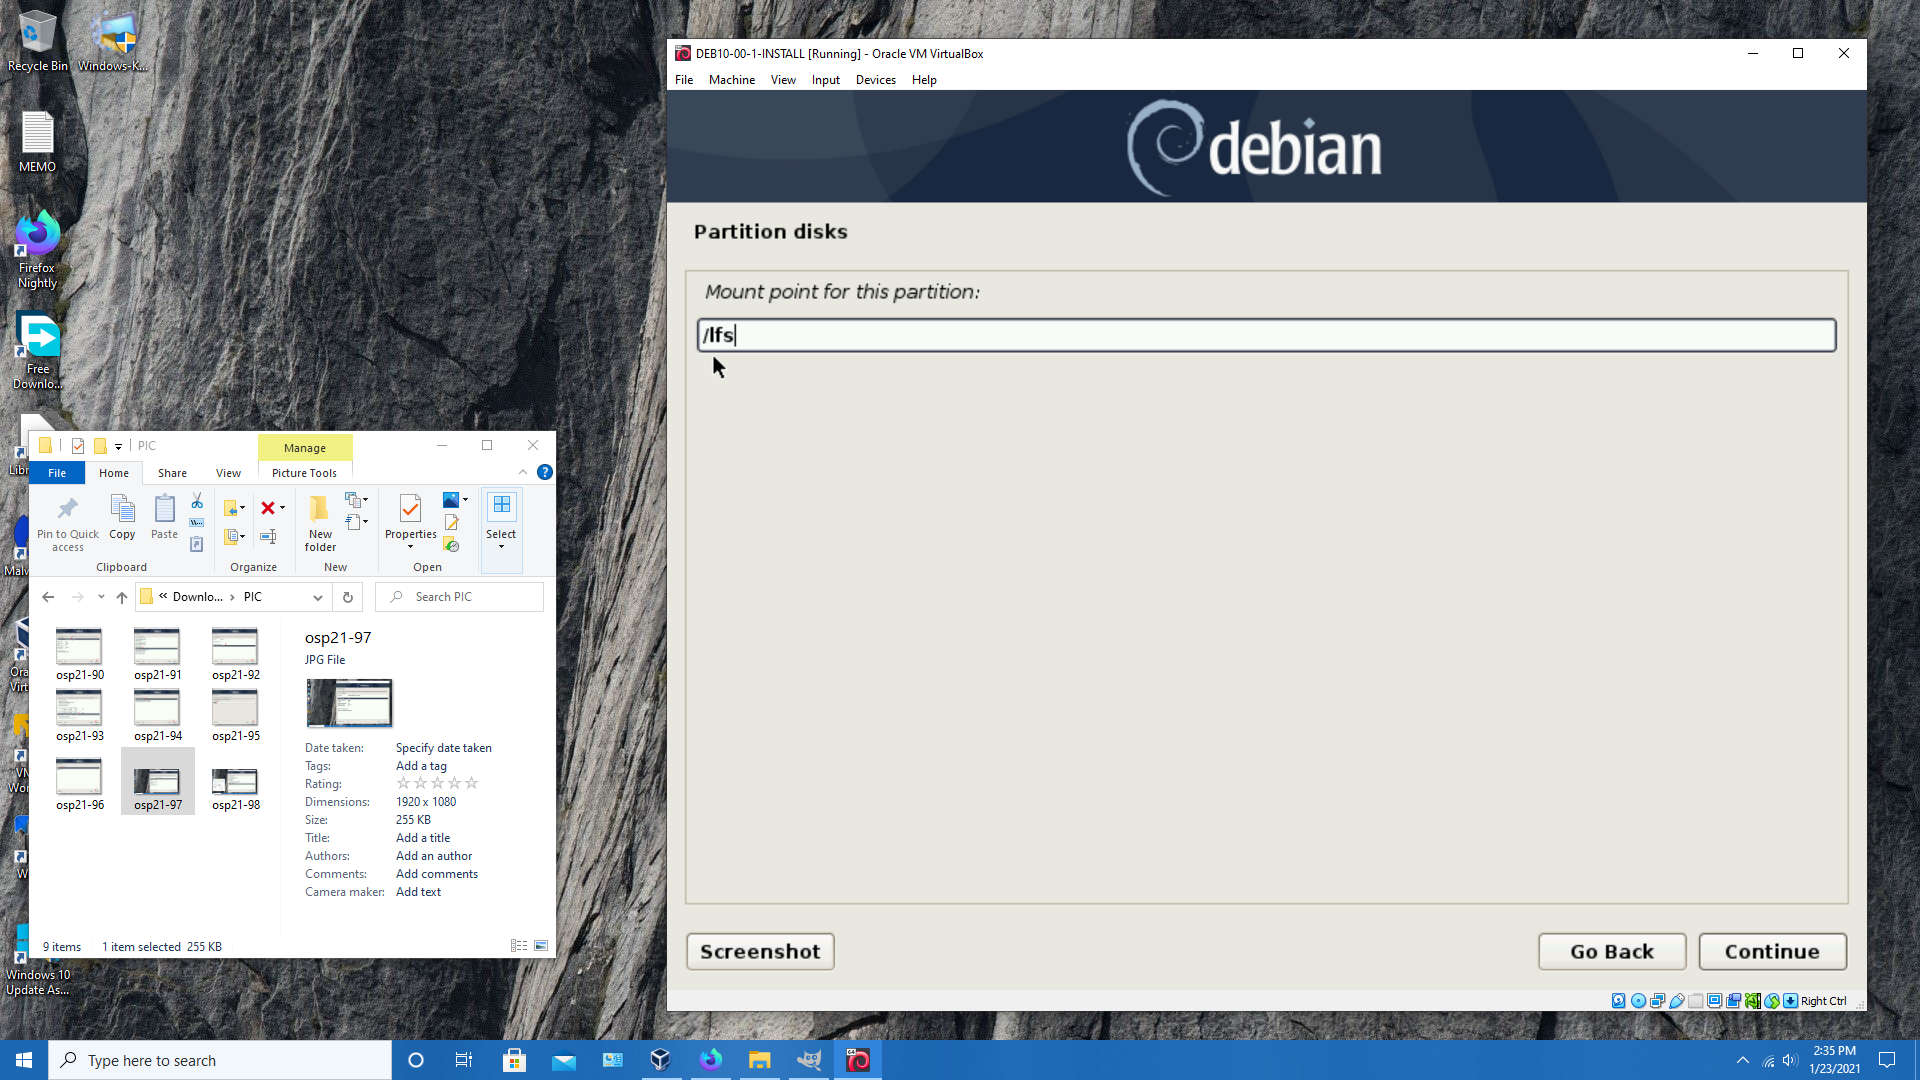 Recycle Bin
Windows-K...
MEMO
Firefox
Nightly
Free
Downlo...
PIC
Manage
File
Home
Share
View
Picture Tools
Pin to Quick
access
Copy
Paste
New
folder
Properties
Select
Clipboard
Organize
New
Open
« Downlo... › PIC
Search PIC
osp21-90
osp21-91
osp21-92
osp21-93
osp21-94
osp21-95
osp21-96
osp21-97
osp21-98
osp21-97
JPG File
Date taken: Specify date taken
Tags: Add a tag
Rating:
Dimensions: 1920 x 1080
Size: 255 KB
Title: Add a title
Authors: Add an author
Comments: Add comments
Camera maker: Add text
9 items 1 item selected 255 KB
Windows 10
Update As...
DEB10-00-1-INSTALL [Running] - Oracle VM VirtualBox
File Machine View Input Devices Help
debian
Partition disks
Mount point for this partition:
/lfs
Screenshot
Go Back
Continue
Right Ctrl
Type here to search
2:35 PM
1/23/2021